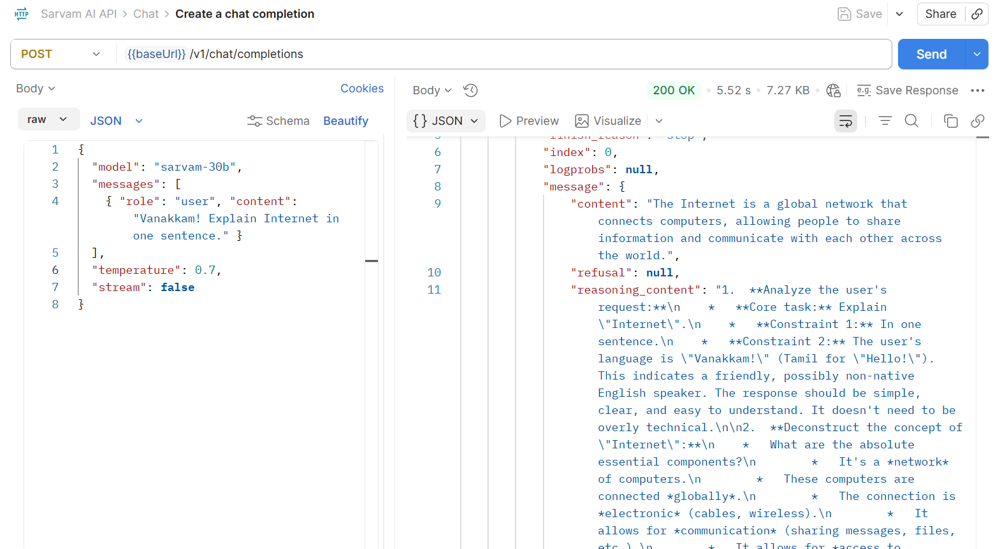 HTTP Sarvam AI API > Chat > Create a chat completion Save Share
POST {{baseUrl}} /v1/chat/completions Send
Body Cookies
raw JSON Schema Beautify
1 {
2 "model": "sarvam-30b",
3 "messages": [
4 { "role": "user", "content":
"Vanakkam! Explain Internet in
one sentence." }
5 ],
6 "temperature": 0.7,
7 "stream": false
8 }
Body 200 OK • 5.52 s • 7.27 KB • e.g. Save Response
{} JSON Preview Visualize
5 "finish_reason": "stop",
6 "index": 0,
7 "logprobs": null,
8 "message": {
9 "content": "The Internet is a global network that
connects computers, allowing people to share
information and communicate with each other across
the world.",
10 "refusal": null,
11 "reasoning_content": "1.  **Analyze the user's
request:**\n    *   **Core task:** Explain
\"Internet\".\n    *   **Constraint 1:** In one
sentence.\n    *   **Constraint 2:** The user's
language is \"Vanakkam!\" (Tamil for \"Hello!\").
This indicates a friendly, possibly non-native
English speaker. The response should be simple,
clear, and easy to understand. It doesn't need to be
overly technical.\n\n2.  **Deconstruct the concept of
\"Internet\":**\n    *   What are the absolute
essential components?\n        *   It's a *network*
of computers.\n        *   These computers are
connected *globally*.\n        *   The connection is
*electronic* (cables, wireless).\n        *   It
allows for *communication* (sharing messages, files,
etc.).\n        *   It allows for *access to